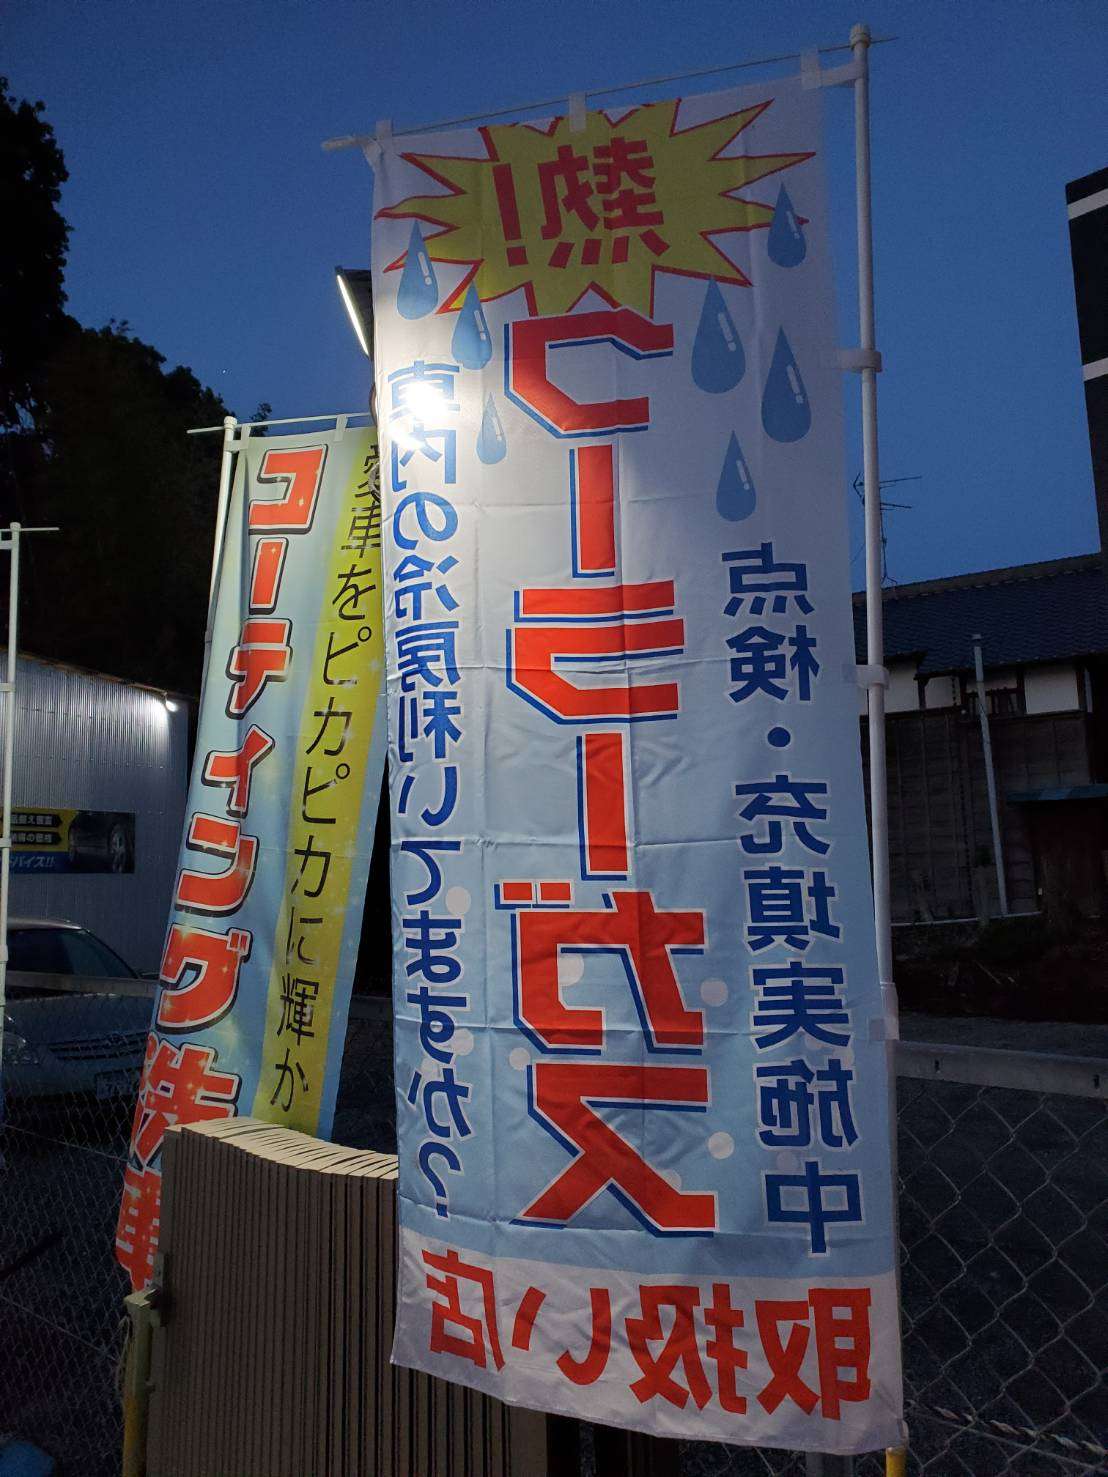 熱!
クーラーガス
車内の冷房利いてますか?
点検・充填実施中
取扱い店
コーティング洗車
愛車をピカピカに輝か